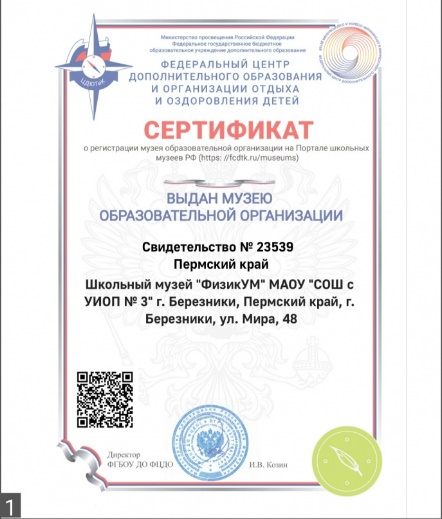 Министерство просвещения Российской Федерации
Федеральное государственное бюджетное
образовательное учреждение дополнительного образования
ФЕДЕРАЛЬНЫЙ ЦЕНТР
ДОПОЛНИТЕЛЬНОГО ОБРАЗОВАНИЯ
И ОРГАНИЗАЦИИ ОТДЫХА
И ОЗДОРОВЛЕНИЯ ДЕТЕЙ
СЕРТИФИКАТ
о регистрации музея образовательной организации на Портале школьных
музеев РФ (https: //fcdtk.ru/museums)
ВЫДАН МУЗЕЮ
ОБРАЗОВАТЕЛЬНОЙ ОРГАНИЗАЦИИ
Свидетельство № 23539
Пермский край
Школьный музей "ФизикУМ" МАОУ "СОШ с
УИОП № 3" г. Березники, Пермский край, г.
Березники, ул. Мира, 48
Директор
ФГБОУ ДО ФЦДО
И.В. Козин
1